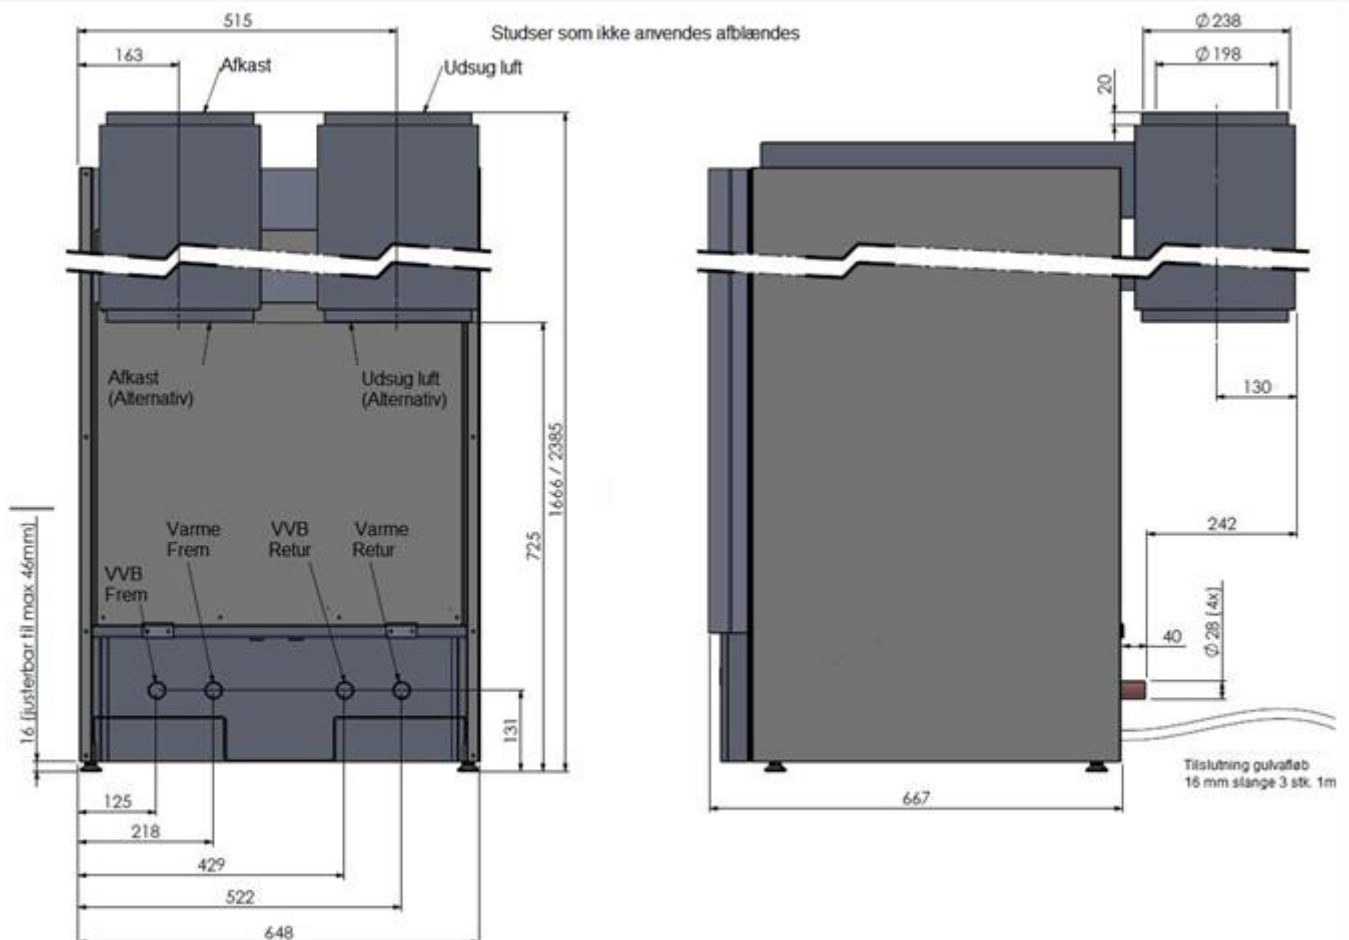 515
Studser som ikke anvendes afblændes
Ø 238
163
Afkast
Udsug luft
Ø 198
20
Afkast
(Alternativ)
Udsug luft
(Alternativ)
130
1666 / 2385
725
242
16 (justerbar til max 46mm)
Varme
Frem
VVB
Retur
Varme
Retur
VVB
Frem
Ø 28 (4x)
40
131
Tilslutning gulvafløb
16 mm slange 3 stk. 1m
125
667
218
429
522
648